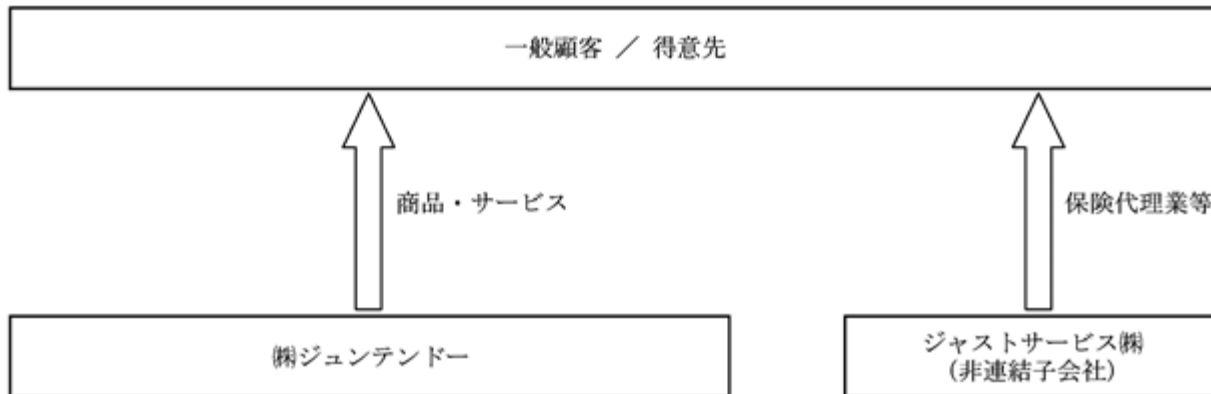 一般顧客 ／ 得意先
商品・サービス
保険代理業等
㈱ジュンテンドー
ジャストサービス㈱
(非連結子会社)